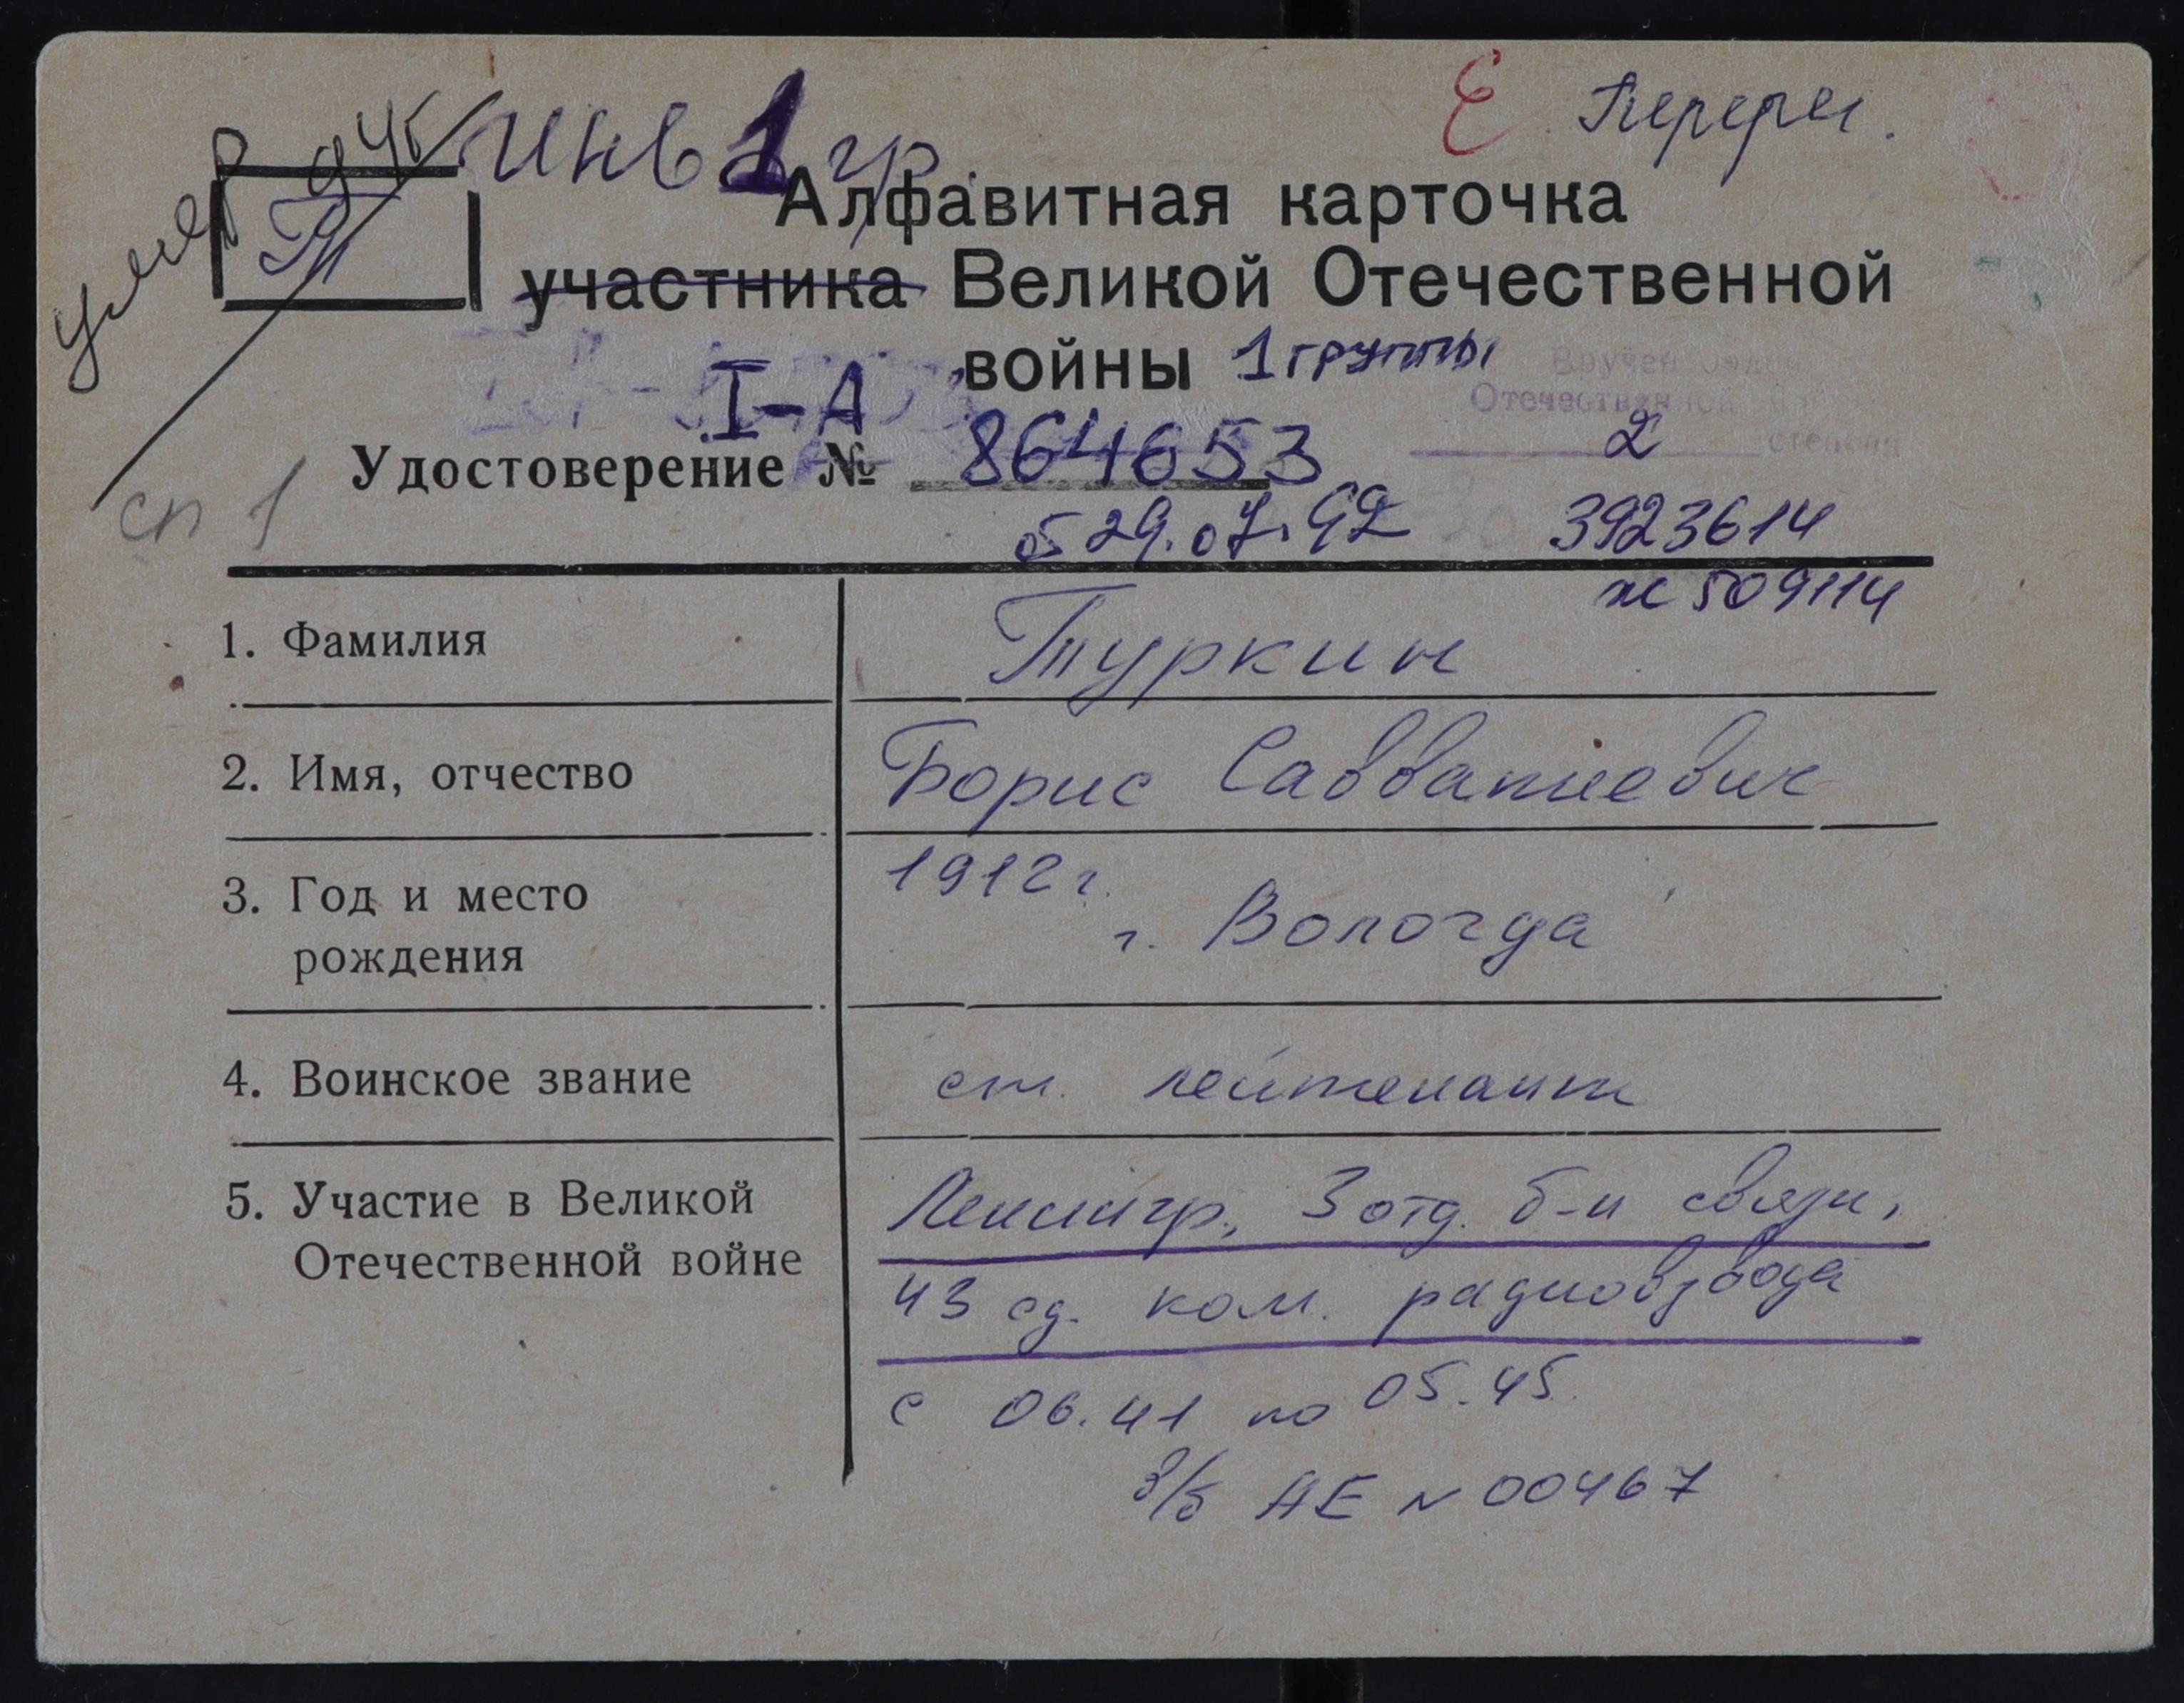 умер
Т
инв 1 гр.
Е Перерег.
Алфавитная карточка
участника Великой Отечественной
войны 1 группы
Вручен орден
Отечественной
2 степени
I-А
Удостоверение № 8644653
от 29.07.92
3923614
ж 509114
сп 1
1. Фамилия Туркин
2. Имя, отчество Борис Савватиевич
3. Год и место 1912 г.
рождения г. Вологда
4. Воинское звание ст. лейтенант
5. Участие в Великой Ленингр., 3 отд. б-н связи,
Отечественной войне 43 сд. ком. радиовзвода
с 06.41 по 05.45.
в/б АЕ N 00467